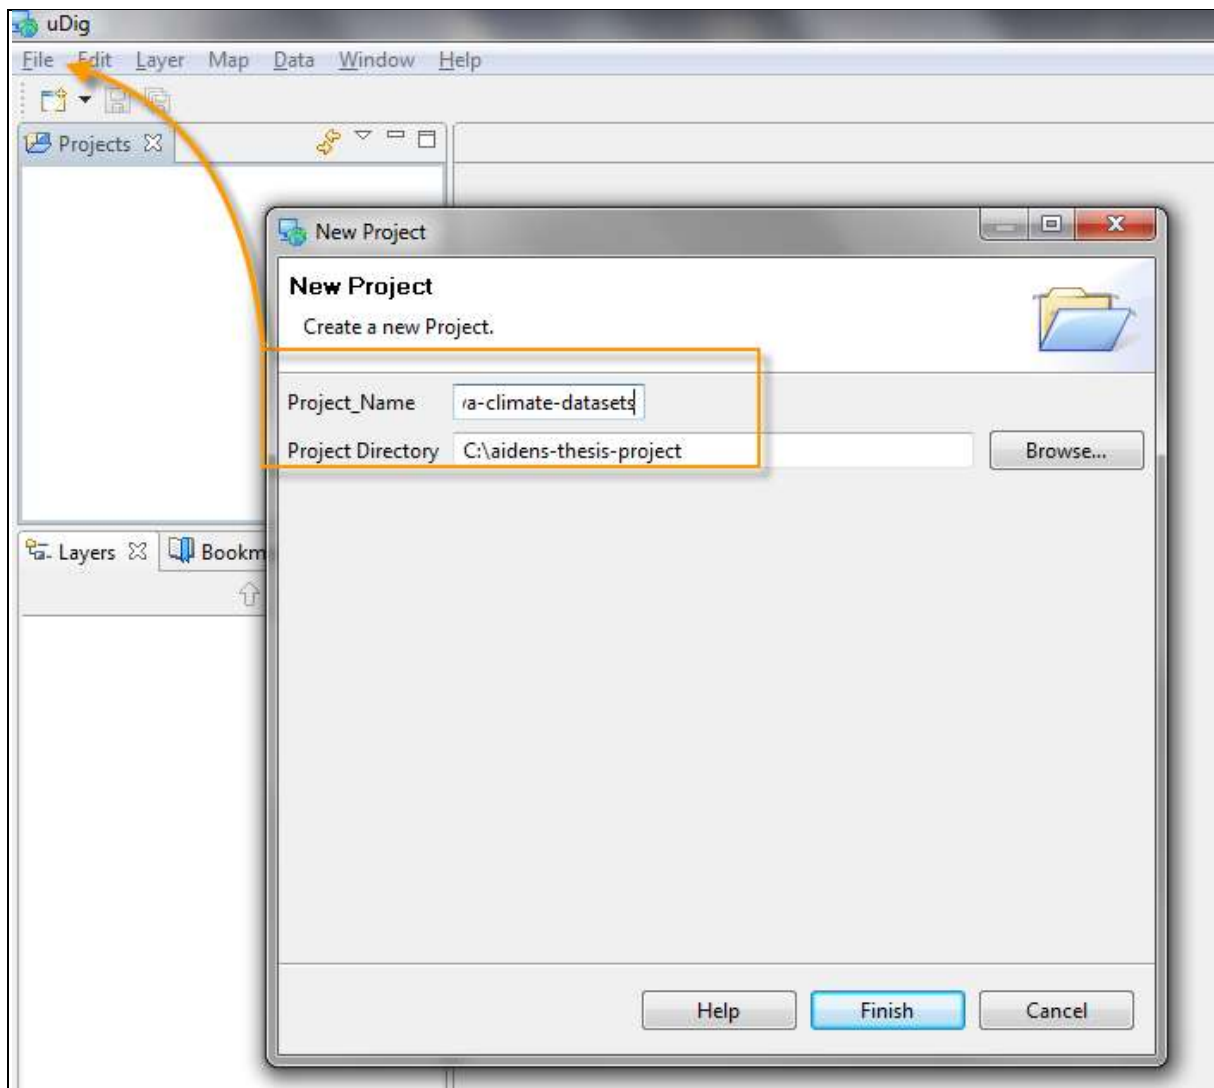 uDig
File Edit Layer Map Data Window Help
Projects
New Project
New Project
Create a new Project.
Project_Name a-climate-datasets
Project Directory C:\aidens-thesis-project Browse...
Layers Bookm
Help Finish Cancel